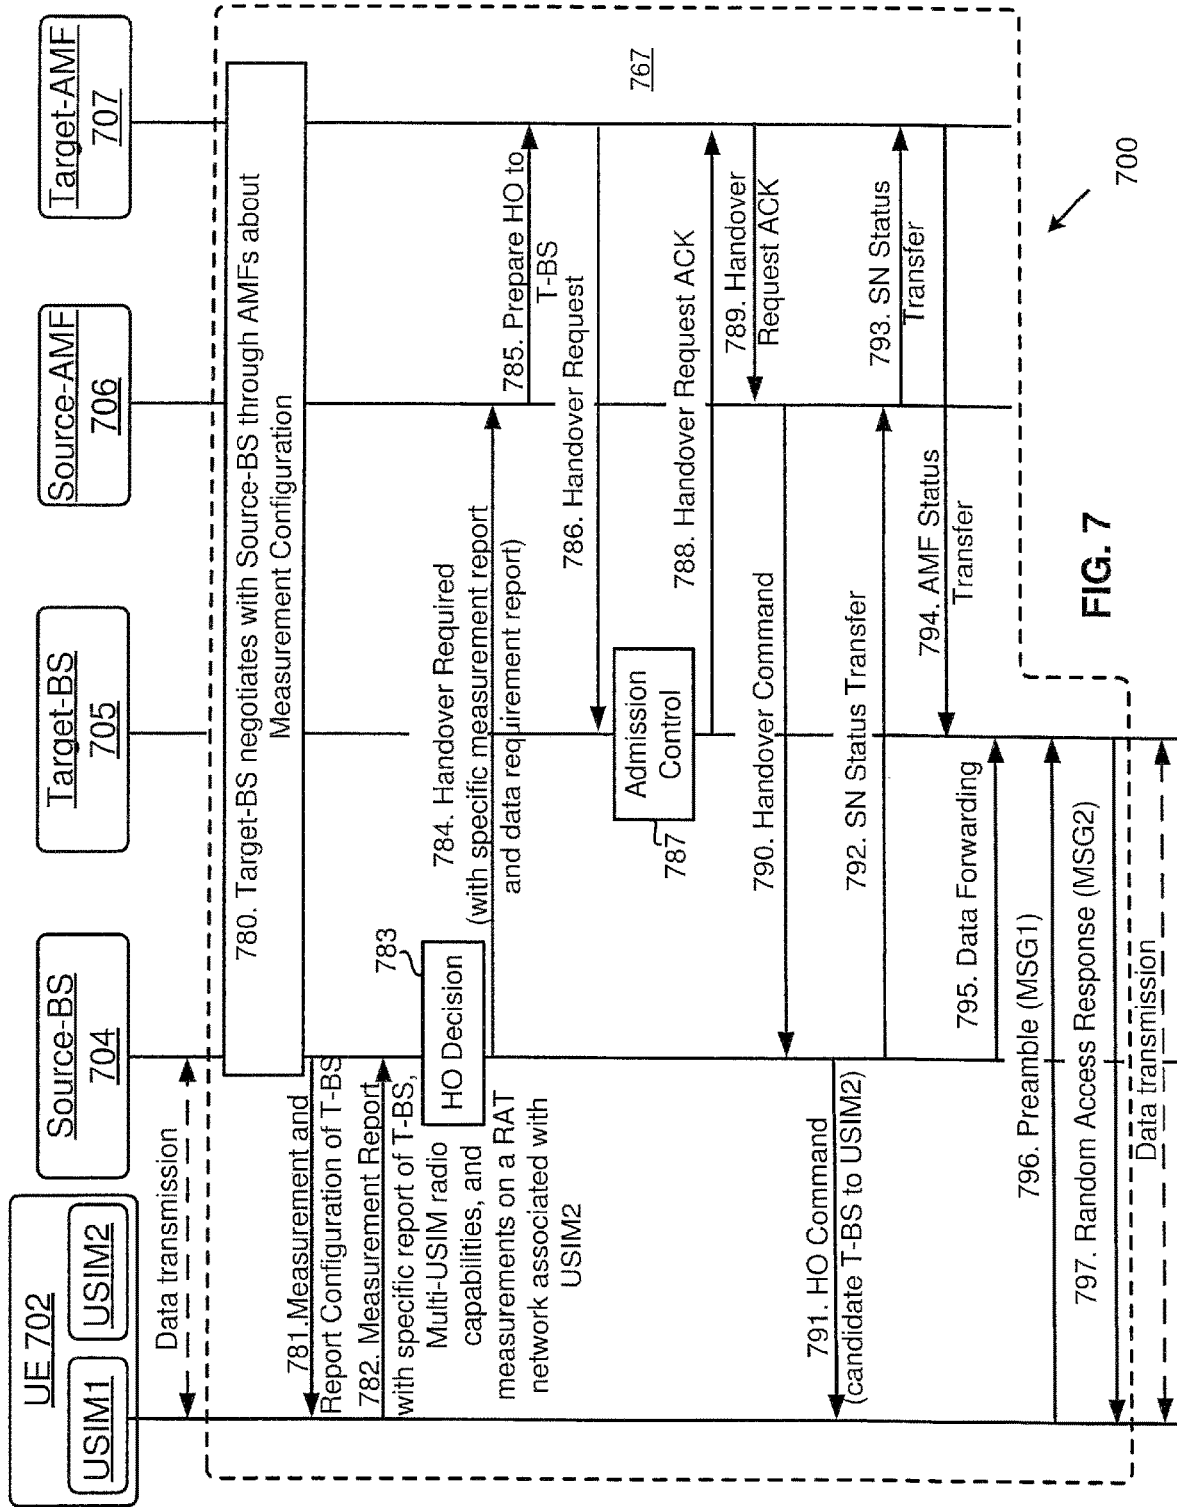 UE 702
USIM1
USIM2
Source-BS
704
Target-BS
705
Source-AMF
706
Target-AMF
707
Data transmission
780. Target-BS negotiates with Source-BS through AMFs about
Measurement Configuration
781.Measurement and
Report Configuration of T-BS
782. Measurement Report
with specific report of T-BS,
Multi-USIM radio
capabilities, and
measurements on a RAT
network associated with
USIM2
783
HO Decision
784. Handover Required
(with specific measurement report
and data requirement report)
785. Prepare HO to
T-BS
767
786. Handover Request
Admission
Control
787
788. Handover Request ACK
789. Handover
Request ACK
790. Handover Command
791. HO Command
(candidate T-BS to USIM2)
792. SN Status Transfer
793. SN Status
Transfer
794. AMF Status
Transfer
795. Data Forwarding
796. Preamble (MSG1)
797. Random Access Response (MSG2)
Data transmission
700
FIG. 7